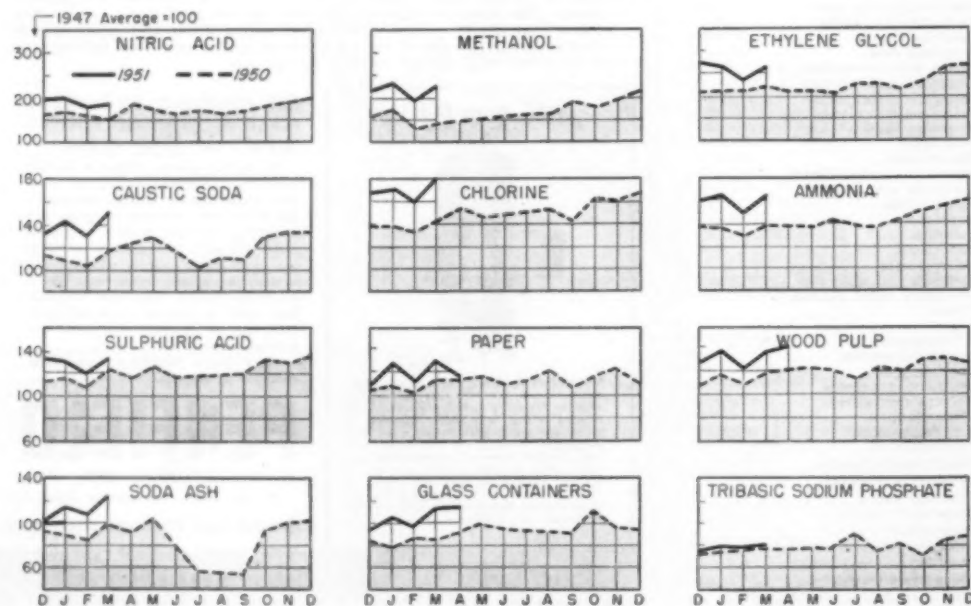 1947 Average = 100
NITRIC ACID
METHANOL
ETHYLENE GLYCOL
1951
1950
300
200
100
CAUSTIC SODA
CHLORINE
AMMONIA
180
140
100
SULPHURIC ACID
PAPER
WOOD PULP
140
100
60
SODA ASH
GLASS CONTAINERS
TRIBASIC SODIUM PHOSPHATE
140
100
60
D J F M A M J J A S O N D
D J F M A M J J A S O N D
D J F M A M J J A S O N D